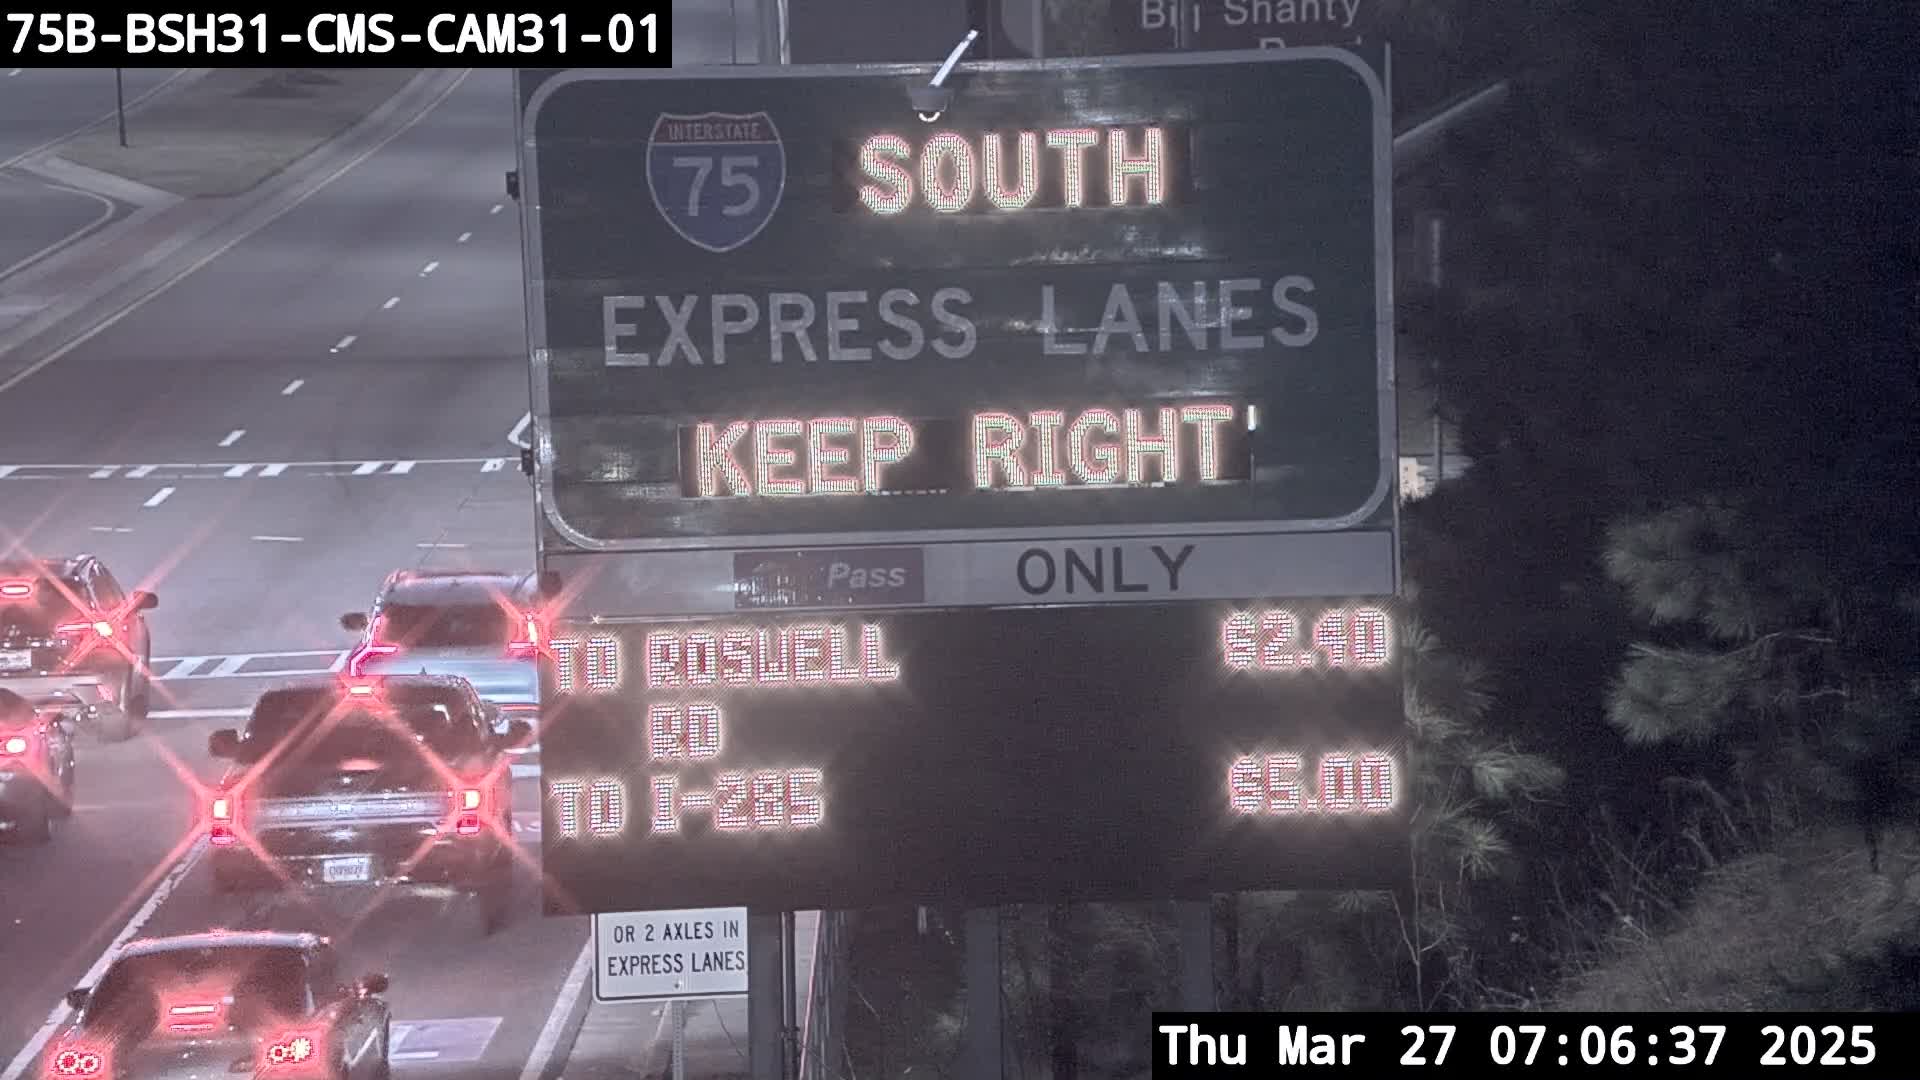 75B-BSH31-CMS-CAM31-01
Shanty
INTERSTATE
75
SOUTH
EXPRESS LANES
KEEP RIGHT
Pass ONLY
TO ROSWELL $2.40
RD
TO I-285 $5.00
OR 2 AXLES IN
EXPRESS LANES
Thu Mar 27 07:06:37 2025